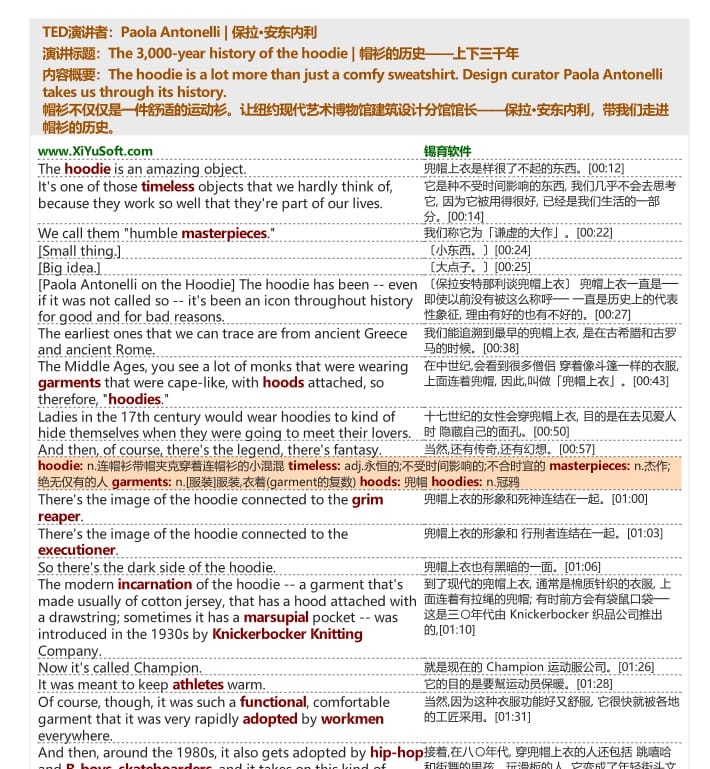 TED演讲者：Paola Antonelli | 保拉•安东内利
演讲标题：The 3,000-year history of the hoodie | 帽衫的历史——上下三千年
内容概要：The hoodie is a lot more than just a comfy sweatshirt. Design curator Paola Antonelli
takes us through its history.
帽衫不仅仅是一件舒适的运动衫。让纽约现代艺术博物馆建筑设计分馆馆长——保拉•安东内利，带我们走进
帽衫的历史。
www.XiYuSoft.com
锡育软件
The hoodie is an amazing object.
兜帽上衣是样很了不起的东西。[00:12]
It's one of those timeless objects that we hardly think of,
because they work so well that they're part of our lives.
它是种不受时间影响的东西, 我们几乎不会去思考
它, 因为它被用得很好, 已经是我们生活的一部
分。[00:14]
We call them "humble masterpieces."
我们称它为「谦虚的大作」。[00:22]
[Small thing.]
〔小东西。〕[00:24]
[Big idea.]
〔大点子。〕[00:25]
[Paola Antonelli on the Hoodie] The hoodie has been -- even
if it was not called so -- it's been an icon throughout history
for good and for bad reasons.
〔保拉安特那利谈兜帽上衣〕 兜帽上衣一直是──
即使以前没有被这么称呼── 一直是历史上的代表
性象征, 理由有好的也有不好的。[00:27]
The earliest ones that we can trace are from ancient Greece
and ancient Rome.
我们能追溯到最早的兜帽上衣, 是在古希腊和古罗
马的时候。[00:38]
The Middle Ages, you see a lot of monks that were wearing
garments that were cape-like, with hoods attached, so
therefore, "hoodies."
在中世纪,会看到很多僧侣 穿着像斗篷一样的衣服,
上面连着兜帽, 因此,叫做「兜帽上衣」。[00:43]
Ladies in the 17th century would wear hoodies to kind of
hide themselves when they were going to meet their lovers.
十七世纪的女性会穿兜帽上衣, 目的是在去见爱人
时 隐藏自己的面孔。[00:50]
And then, of course, there's the legend, there's fantasy.
当然,还有传奇,还有幻想。[00:57]
hoodie: n.连帽衫带帽夹克穿着连帽衫的小混混 timeless: adj.永恒的;不受时间影响的;不合时宜的 masterpieces: n.杰作;
绝无仅有的人 garments: n.[服装]服装,衣着(garment的复数) hoods: 兜帽 hoodies: n.冠鸦
There's the image of the hoodie connected to the grim
reaper.
兜帽上衣的形象和死神连结在一起。[01:00]
There's the image of the hoodie connected to the
executioner.
兜帽上衣的形象和 行刑者连结在一起。[01:03]
So there's the dark side of the hoodie.
兜帽上衣也有黑暗的一面。[01:06]
The modern incarnation of the hoodie -- a garment that's
made usually of cotton jersey, that has a hood attached with
a drawstring; sometimes it has a marsupial pocket -- was
introduced in the 1930s by Knickerbocker Knitting
Company.
到了现代的兜帽上衣, 通常是棉质针织的衣服, 上
面连着有拉绳的兜帽; 有时前方会有袋鼠口袋──
这是三〇年代由 Knickerbocker 织品公司推出
的,[01:10]
Now it's called Champion.
就是现在的 Champion 运动服公司。[01:26]
It was meant to keep athletes warm.
它的目的是要幫运动员保暖。[01:28]
Of course, though, it was such a functional, comfortable
garment that it was very rapidly adopted by workmen
everywhere.
当然,因为这种衣服功能好又舒服, 它很快就被各地
的工匠采用。[01:31]
And then, around the 1980s, it also gets adopted by hip-hop
and B-boys, skateboarders, and it takes on this kind of
接着,在八〇年代, 穿兜帽上衣的人还包括 跳嘻哈
和街舞的男孩、玩滑板的人, 它变成了年轻街头文